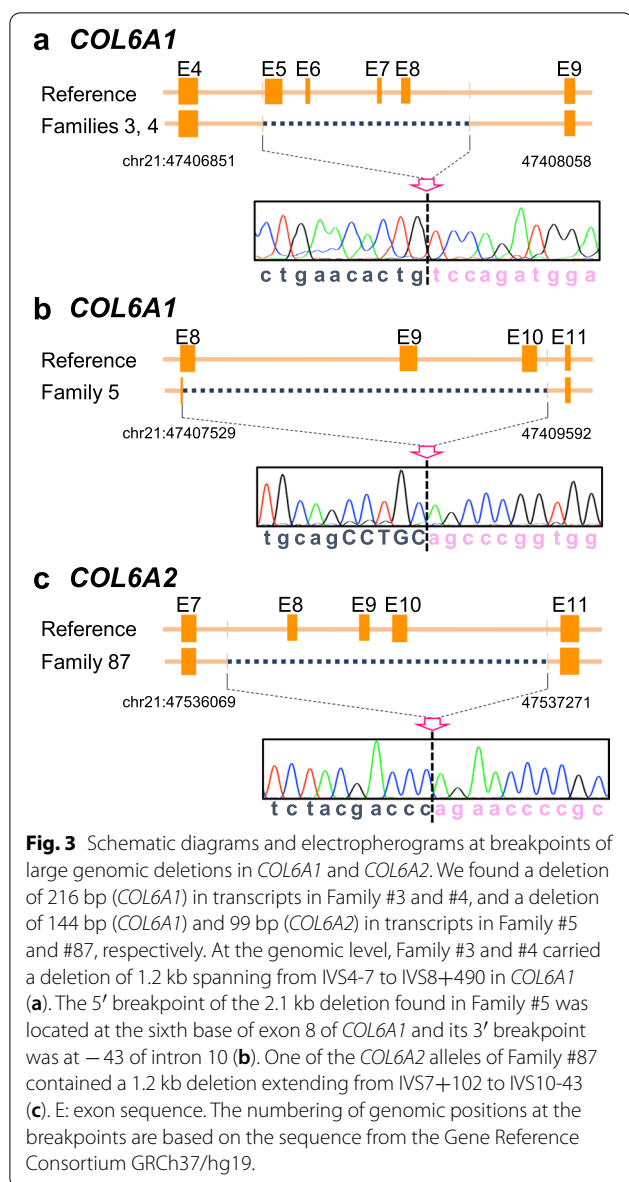 a COL6A1
E4 E5 E6 E7 E8 E9
Reference
Families 3, 4
chr21:47406851 47408058
c t g a a c a c t g t c c a g a t g g a
b COL6A1
E8 E9 E10 E11
Reference
Family 5
chr21:47407529 47409592
t g c a g C C T G C a g c c c g g t g g
c COL6A2
E7 E8 E9 E10 E11
Reference
Family 87
chr21:47536069 47537271
t c t a c g a c c c a g a a c c c c g c
Fig. 3 Schematic diagrams and electropherograms at breakpoints of
large genomic deletions in COL6A1 and COL6A2. We found a deletion
of 216 bp (COL6A1) in transcripts in Family #3 and #4, and a deletion
of 144 bp (COL6A1) and 99 bp (COL6A2) in transcripts in Family #5
and #87, respectively. At the genomic level, Family #3 and #4 carried
a deletion of 1.2 kb spanning from IVS4-7 to IVS8+490 in COL6A1
(a). The 5′ breakpoint of the 2.1 kb deletion found in Family #5 was
located at the sixth base of exon 8 of COL6A1 and its 3′ breakpoint
was at − 43 of intron 10 (b). One of the COL6A2 alleles of Family #87
contained a 1.2 kb deletion extending from IVS7+102 to IVS10-43
(c). E: exon sequence. The numbering of genomic positions at the
breakpoints are based on the sequence from the Gene Reference
Consortium GRCh37/hg19.